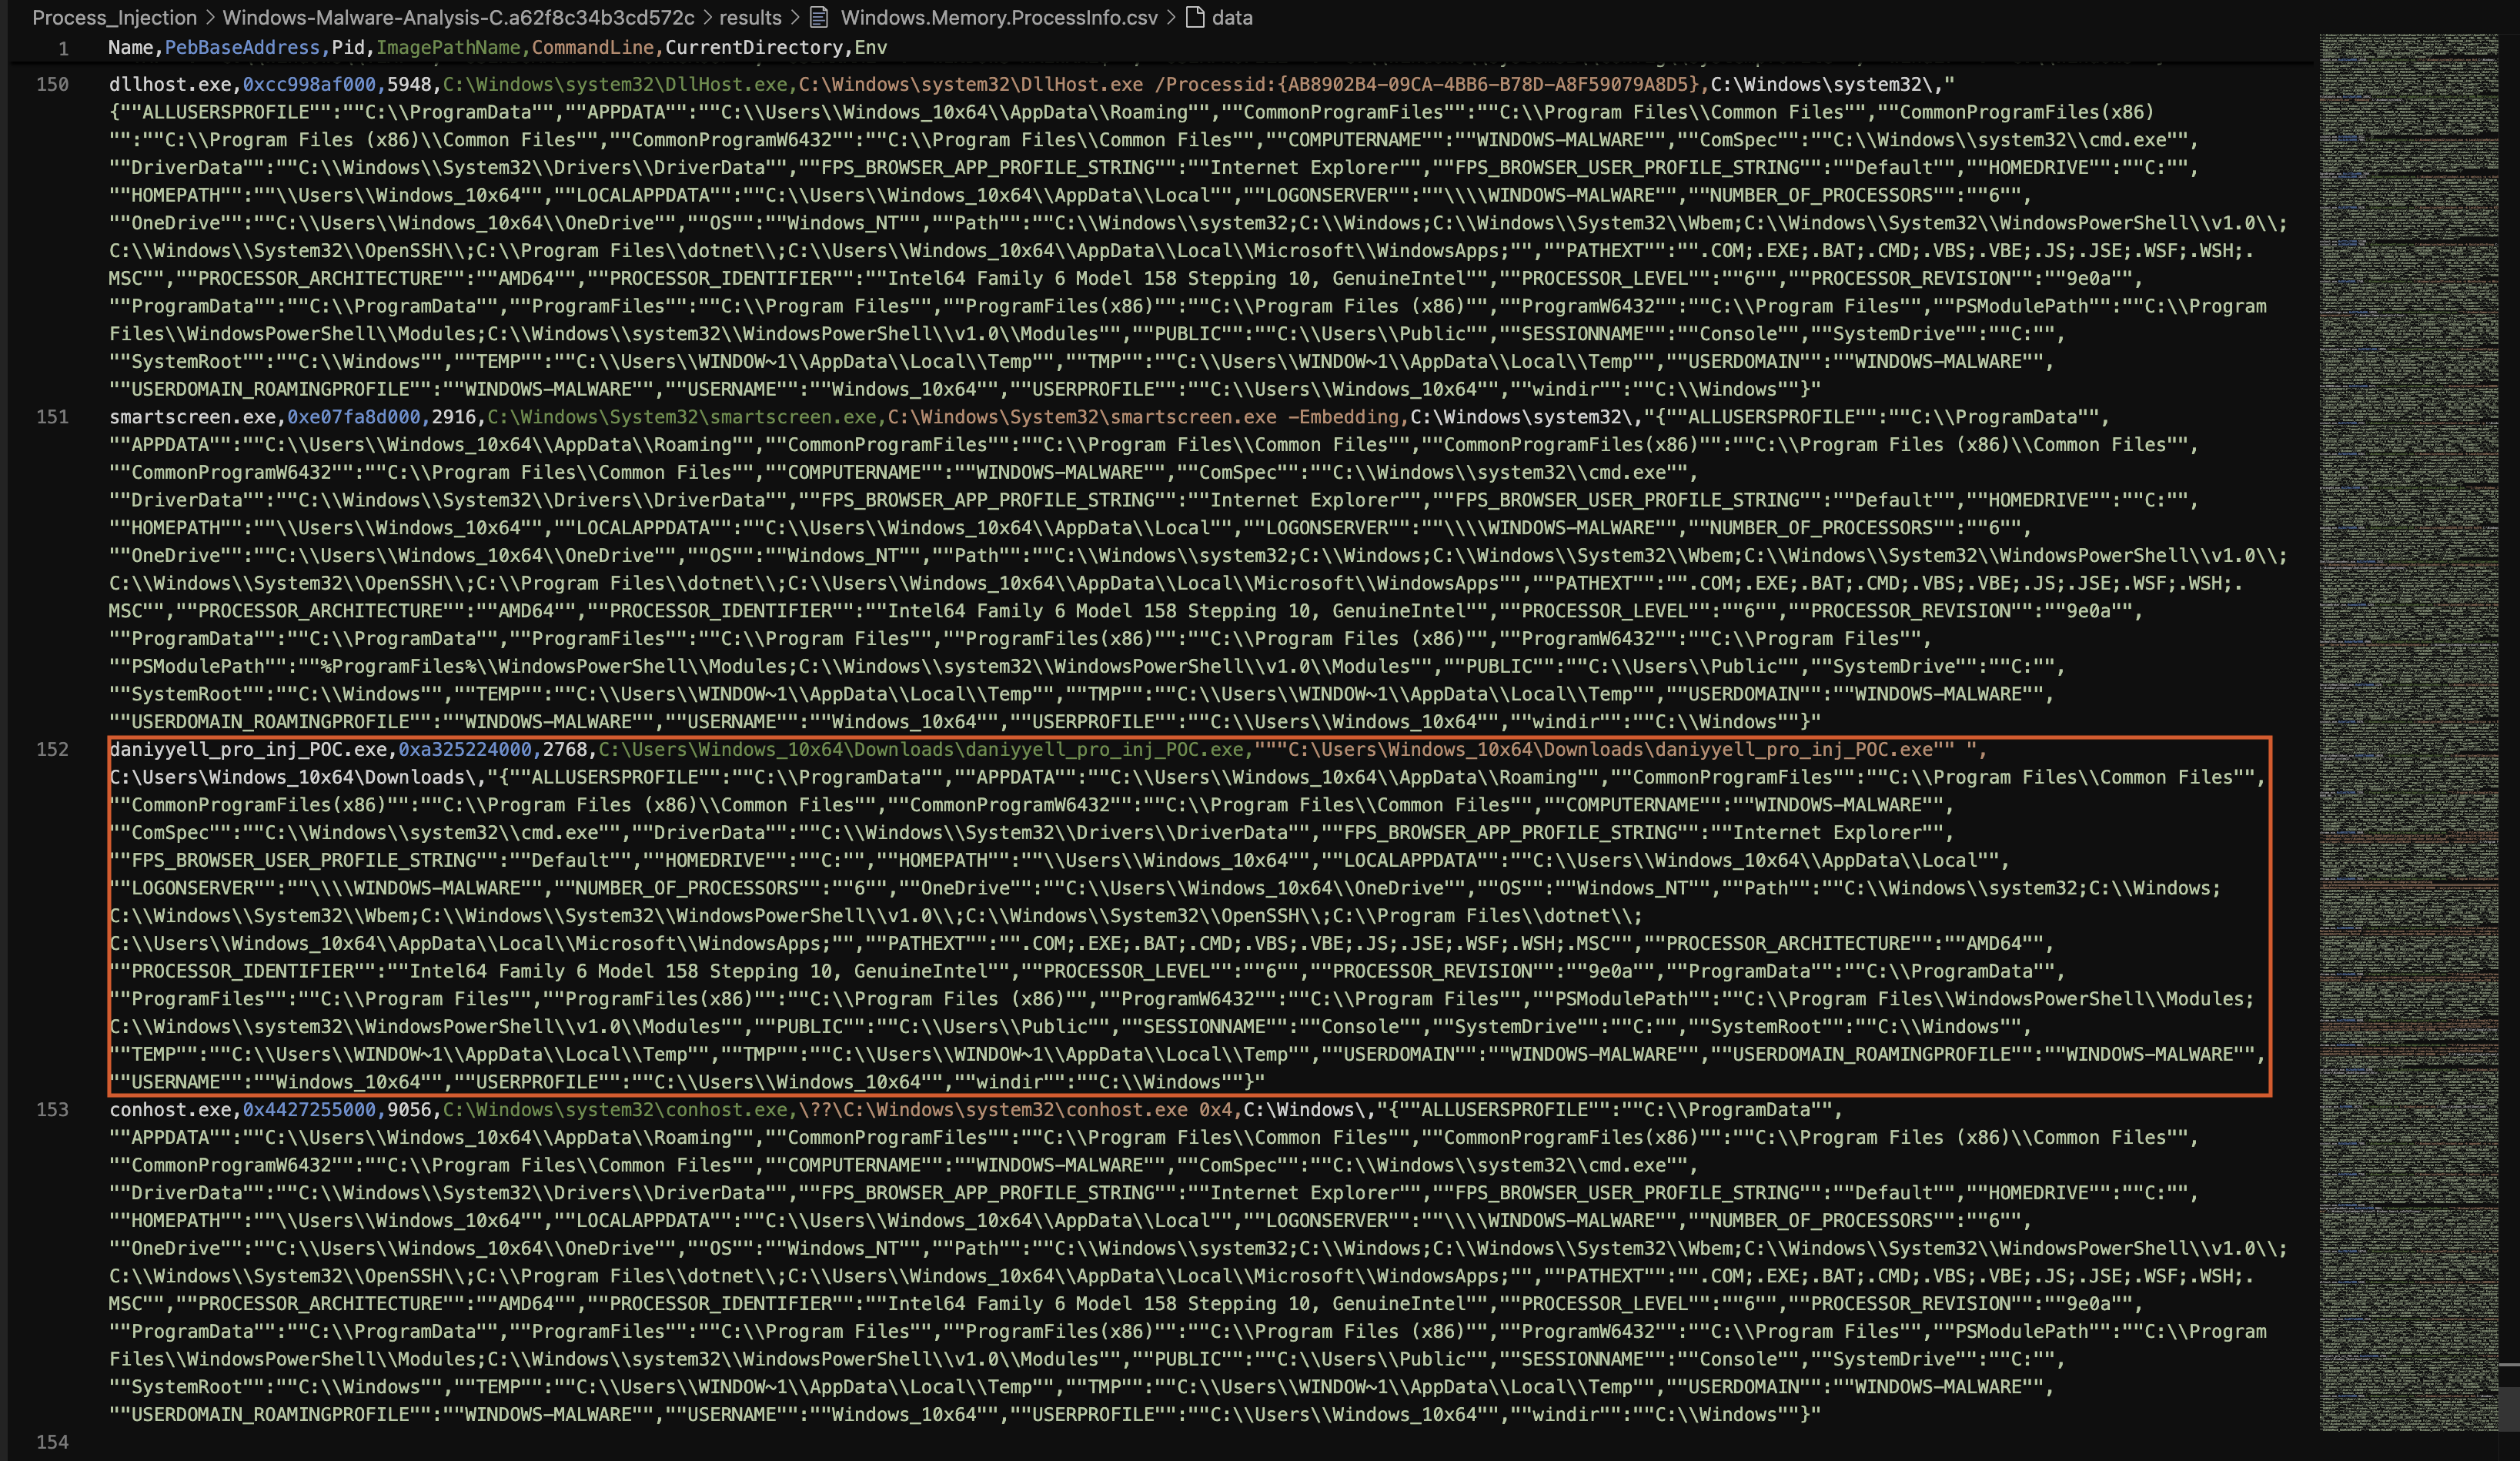 Process_Injection > Windows-Malware-Analysis-C.a62f8c34b3cd572c > results > Windows.Memory.ProcessInfo.csv > data
1 Name,PebBaseAddress,Pid,ImagePathName,CommandLine,CurrentDirectory,Env
150 dllhost.exe,0xcc998af000,5948,C:\Windows\system32\DllHost.exe,C:\Windows\system32\DllHost.exe /Processid:{AB8902B4-09CA-4BB6-B78D-A8F59079A8D5},C:\Windows\system32\,"
{""ALLUSERSPROFILE"":""C:\\ProgramData"",""APPDATA"":""C:\\Users\\Windows_10x64\\AppData\\Roaming"",""CommonProgramFiles"":""C:\\Program Files\\Common Files"",""CommonProgramFiles(x86)
"":""C:\\Program Files (x86)\\Common Files"",""CommonProgramW6432"":""C:\\Program Files\\Common Files"",""COMPUTERNAME"":""WINDOWS-MALWARE"",""ComSpec"":""C:\\Windows\\system32\\cmd.exe"",
""DriverData"":""C:\\Windows\\System32\\Drivers\\DriverData"",""FPS_BROWSER_APP_PROFILE_STRING"":""Internet Explorer"",""FPS_BROWSER_USER_PROFILE_STRING"":""Default"",""HOMEDRIVE"":""C:"",
""HOMEPATH"":""\\Users\\Windows_10x64"",""LOCALAPPDATA"":""C:\\Users\\Windows_10x64\\AppData\\Local"",""LOGONSERVER"":""\\\\WINDOWS-MALWARE"",""NUMBER_OF_PROCESSORS"":""6"",
""OneDrive"":""C:\\Users\\Windows_10x64\\OneDrive"",""OS"":""Windows_NT"",""Path"":""C:\\Windows\\system32;C:\\Windows;C:\\Windows\\System32\\Wbem;C:\\Windows\\System32\\WindowsPowerShell\\v1.0\\;
C:\\Windows\\System32\\OpenSSH\\;C:\\Program Files\\dotnet\\;C:\\Users\\Windows_10x64\\AppData\\Local\\Microsoft\\WindowsApps;"",""PATHEXT"":"".COM;.EXE;.BAT;.CMD;.VBS;.VBE;.JS;.JSE;.WSF;.WSH;.
MSC"",""PROCESSOR_ARCHITECTURE"":""AMD64"",""PROCESSOR_IDENTIFIER"":""Intel64 Family 6 Model 158 Stepping 10, GenuineIntel"",""PROCESSOR_LEVEL"":""6"",""PROCESSOR_REVISION"":""9e0a"",
""ProgramData"":""C:\\ProgramData"",""ProgramFiles"":""C:\\Program Files"",""ProgramFiles(x86)"":""C:\\Program Files (x86)"",""ProgramW6432"":""C:\\Program Files"",""PSModulePath"":""C:\\Program
Files\\WindowsPowerShell\\Modules;C:\\Windows\\system32\\WindowsPowerShell\\v1.0\\Modules"",""PUBLIC"":""C:\\Users\\Public"",""SESSIONNAME"":""Console"",""SystemDrive"":""C:"",
""SystemRoot"":""C:\\Windows"",""TEMP"":""C:\\Users\\WINDOW~1\\AppData\\Local\\Temp"",""TMP"":""C:\\Users\\WINDOW~1\\AppData\\Local\\Temp"",""USERDOMAIN"":""WINDOWS-MALWARE"",
""USERDOMAIN_ROAMINGPROFILE"":""WINDOWS-MALWARE"",""USERNAME"":""Windows_10x64"",""USERPROFILE"":""C:\\Users\\Windows_10x64"",""windir"":""C:\\Windows""}"
151 smartscreen.exe,0xe07fa8d000,2916,C:\Windows\System32\smartscreen.exe,C:\Windows\System32\smartscreen.exe -Embedding,C:\Windows\system32\,"{""ALLUSERSPROFILE"":""C:\\ProgramData"",
""APPDATA"":""C:\\Users\\Windows_10x64\\AppData\\Roaming"",""CommonProgramFiles"":""C:\\Program Files\\Common Files"",""CommonProgramFiles(x86)"":""C:\\Program Files (x86)\\Common Files"",
""CommonProgramW6432"":""C:\\Program Files\\Common Files"",""COMPUTERNAME"":""WINDOWS-MALWARE"",""ComSpec"":""C:\\Windows\\system32\\cmd.exe"",
""DriverData"":""C:\\Windows\\System32\\Drivers\\DriverData"",""FPS_BROWSER_APP_PROFILE_STRING"":""Internet Explorer"",""FPS_BROWSER_USER_PROFILE_STRING"":""Default"",""HOMEDRIVE"":""C:"",
""HOMEPATH"":""\\Users\\Windows_10x64"",""LOCALAPPDATA"":""C:\\Users\\Windows_10x64\\AppData\\Local"",""LOGONSERVER"":""\\\\WINDOWS-MALWARE"",""NUMBER_OF_PROCESSORS"":""6"",
""OneDrive"":""C:\\Users\\Windows_10x64\\OneDrive"",""OS"":""Windows_NT"",""Path"":""C:\\Windows\\system32;C:\\Windows;C:\\Windows\\System32\\Wbem;C:\\Windows\\System32\\WindowsPowerShell\\v1.0\\;
C:\\Windows\\System32\\OpenSSH\\;C:\\Program Files\\dotnet\\;C:\\Users\\Windows_10x64\\AppData\\Local\\Microsoft\\WindowsApps"",""PATHEXT"":"".COM;.EXE;.BAT;.CMD;.VBS;.VBE;.JS;.JSE;.WSF;.WSH;.
MSC"",""PROCESSOR_ARCHITECTURE"":""AMD64"",""PROCESSOR_IDENTIFIER"":""Intel64 Family 6 Model 158 Stepping 10, GenuineIntel"",""PROCESSOR_LEVEL"":""6"",""PROCESSOR_REVISION"":""9e0a"",
""ProgramData"":""C:\\ProgramData"",""ProgramFiles"":""C:\\Program Files"",""ProgramFiles(x86)"":""C:\\Program Files (x86)"",""ProgramW6432"":""C:\\Program Files"",
""PSModulePath"":""%ProgramFiles%\\WindowsPowerShell\\Modules;C:\\Windows\\system32\\WindowsPowerShell\\v1.0\\Modules"",""PUBLIC"":""C:\\Users\\Public"",""SystemDrive"":""C:"",
""SystemRoot"":""C:\\Windows"",""TEMP"":""C:\\Users\\WINDOW~1\\AppData\\Local\\Temp"",""TMP"":""C:\\Users\\WINDOW~1\\AppData\\Local\\Temp"",""USERDOMAIN"":""WINDOWS-MALWARE"",
""USERDOMAIN_ROAMINGPROFILE"":""WINDOWS-MALWARE"",""USERNAME"":""Windows_10x64"",""USERPROFILE"":""C:\\Users\\Windows_10x64"",""windir"":""C:\\Windows""}"
152 daniyyell_pro_inj_POC.exe,0xa325224000,2768,C:\Users\Windows_10x64\Downloads\daniyyell_pro_inj_POC.exe,"""C:\Users\Windows_10x64\Downloads\daniyyell_pro_inj_POC.exe"" ",
C:\Users\Windows_10x64\Downloads\,"{""ALLUSERSPROFILE"":""C:\\ProgramData"",""APPDATA"":""C:\\Users\\Windows_10x64\\AppData\\Roaming"",""CommonProgramFiles"":""C:\\Program Files\\Common Files"",
""CommonProgramFiles(x86)"":""C:\\Program Files (x86)\\Common Files"",""CommonProgramW6432"":""C:\\Program Files\\Common Files"",""COMPUTERNAME"":""WINDOWS-MALWARE"",
""ComSpec"":""C:\\Windows\\system32\\cmd.exe"",""DriverData"":""C:\\Windows\\System32\\Drivers\\DriverData"",""FPS_BROWSER_APP_PROFILE_STRING"":""Internet Explorer"",
""FPS_BROWSER_USER_PROFILE_STRING"":""Default"",""HOMEDRIVE"":""C:"",""HOMEPATH"":""\\Users\\Windows_10x64"",""LOCALAPPDATA"":""C:\\Users\\Windows_10x64\\AppData\\Local"",
""LOGONSERVER"":""\\\\WINDOWS-MALWARE"",""NUMBER_OF_PROCESSORS"":""6"",""OneDrive"":""C:\\Users\\Windows_10x64\\OneDrive"",""OS"":""Windows_NT"",""Path"":""C:\\Windows\\system32;C:\\Windows;
C:\\Windows\\System32\\Wbem;C:\\Windows\\System32\\WindowsPowerShell\\v1.0\\;C:\\Windows\\System32\\OpenSSH\\;C:\\Program Files\\dotnet\\;
C:\\Users\\Windows_10x64\\AppData\\Local\\Microsoft\\WindowsApps;"",""PATHEXT"":"".COM;.EXE;.BAT;.CMD;.VBS;.VBE;.JS;.JSE;.WSF;.WSH;.MSC"",""PROCESSOR_ARCHITECTURE"":""AMD64"",
""PROCESSOR_IDENTIFIER"":""Intel64 Family 6 Model 158 Stepping 10, GenuineIntel"",""PROCESSOR_LEVEL"":""6"",""PROCESSOR_REVISION"":""9e0a"",""ProgramData"":""C:\\ProgramData"",
""ProgramFiles"":""C:\\Program Files"",""ProgramFiles(x86)"":""C:\\Program Files (x86)"",""ProgramW6432"":""C:\\Program Files"",""PSModulePath"":""C:\\Program Files\\WindowsPowerShell\\Modules;
C:\\Windows\\system32\\WindowsPowerShell\\v1.0\\Modules"",""PUBLIC"":""C:\\Users\\Public"",""SESSIONNAME"":""Console"",""SystemDrive"":""C:"",""SystemRoot"":""C:\\Windows"",
""TEMP"":""C:\\Users\\WINDOW~1\\AppData\\Local\\Temp"",""TMP"":""C:\\Users\\WINDOW~1\\AppData\\Local\\Temp"",""USERDOMAIN"":""WINDOWS-MALWARE"",""USERDOMAIN_ROAMINGPROFILE"":""WINDOWS-MALWARE"",
""USERNAME"":""Windows_10x64"",""USERPROFILE"":""C:\\Users\\Windows_10x64"",""windir"":""C:\\Windows""}"
153 conhost.exe,0x4427255000,9056,C:\Windows\system32\conhost.exe,\??\C:\Windows\system32\conhost.exe 0x4,C:\Windows\,"{""ALLUSERSPROFILE"":""C:\\ProgramData"",
""APPDATA"":""C:\\Users\\Windows_10x64\\AppData\\Roaming"",""CommonProgramFiles"":""C:\\Program Files\\Common Files"",""CommonProgramFiles(x86)"":""C:\\Program Files (x86)\\Common Files"",
""CommonProgramW6432"":""C:\\Program Files\\Common Files"",""COMPUTERNAME"":""WINDOWS-MALWARE"",""ComSpec"":""C:\\Windows\\system32\\cmd.exe"",
""DriverData"":""C:\\Windows\\System32\\Drivers\\DriverData"",""FPS_BROWSER_APP_PROFILE_STRING"":""Internet Explorer"",""FPS_BROWSER_USER_PROFILE_STRING"":""Default"",""HOMEDRIVE"":""C:"",
""HOMEPATH"":""\\Users\\Windows_10x64"",""LOCALAPPDATA"":""C:\\Users\\Windows_10x64\\AppData\\Local"",""LOGONSERVER"":""\\\\WINDOWS-MALWARE"",""NUMBER_OF_PROCESSORS"":""6"",
""OneDrive"":""C:\\Users\\Windows_10x64\\OneDrive"",""OS"":""Windows_NT"",""Path"":""C:\\Windows\\system32;C:\\Windows;C:\\Windows\\System32\\Wbem;C:\\Windows\\System32\\WindowsPowerShell\\v1.0\\;
C:\\Windows\\System32\\OpenSSH\\;C:\\Program Files\\dotnet\\;C:\\Users\\Windows_10x64\\AppData\\Local\\Microsoft\\WindowsApps;"",""PATHEXT"":"".COM;.EXE;.BAT;.CMD;.VBS;.VBE;.JS;.JSE;.WSF;.WSH;.
MSC"",""PROCESSOR_ARCHITECTURE"":""AMD64"",""PROCESSOR_IDENTIFIER"":""Intel64 Family 6 Model 158 Stepping 10, GenuineIntel"",""PROCESSOR_LEVEL"":""6"",""PROCESSOR_REVISION"":""9e0a"",
""ProgramData"":""C:\\ProgramData"",""ProgramFiles"":""C:\\Program Files"",""ProgramFiles(x86)"":""C:\\Program Files (x86)"",""ProgramW6432"":""C:\\Program Files"",""PSModulePath"":""C:\\Program
Files\\WindowsPowerShell\\Modules;C:\\Windows\\system32\\WindowsPowerShell\\v1.0\\Modules"",""PUBLIC"":""C:\\Users\\Public"",""SESSIONNAME"":""Console"",""SystemDrive"":""C:"",
""SystemRoot"":""C:\\Windows"",""TEMP"":""C:\\Users\\WINDOW~1\\AppData\\Local\\Temp"",""TMP"":""C:\\Users\\WINDOW~1\\AppData\\Local\\Temp"",""USERDOMAIN"":""WINDOWS-MALWARE"",
""USERDOMAIN_ROAMINGPROFILE"":""WINDOWS-MALWARE"",""USERNAME"":""Windows_10x64"",""USERPROFILE"":""C:\\Users\\Windows_10x64"",""windir"":""C:\\Windows""}"
154